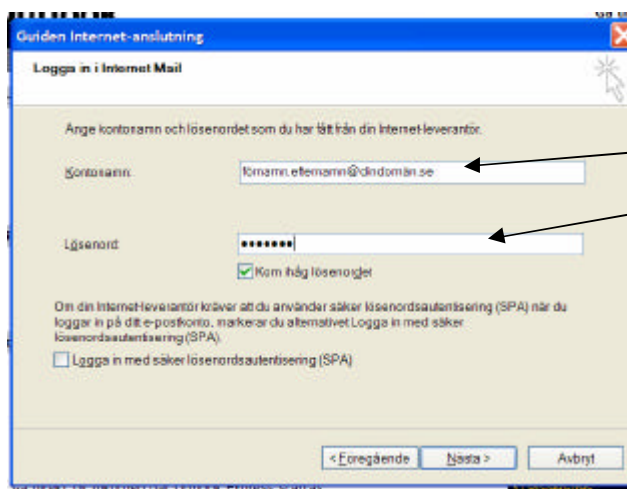 Guiden Internet-anslutning
Logga in i Internet Mail
Ange kontonamn och lösenordet som du har fått från din Internet-leverantör.
Kontonamn:
förnamn.efternamn@dindomän.se
Lösenord:
•••••••
Kom ihåg lösenordet
Om din Internet-leverantör kräver att du använder säker lösenordsautentisering (SPA) när du
loggar in på ditt e-postkonto, markerar du alternativet Logga in med säker
lösenordsautentisering (SPA).
Logga in med säker lösenordsautentisering (SPA)
< Föregående
Nästa >
Avbryt